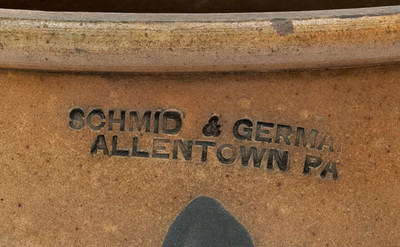 SCHMID & GERMA
ALLENTOWN PA